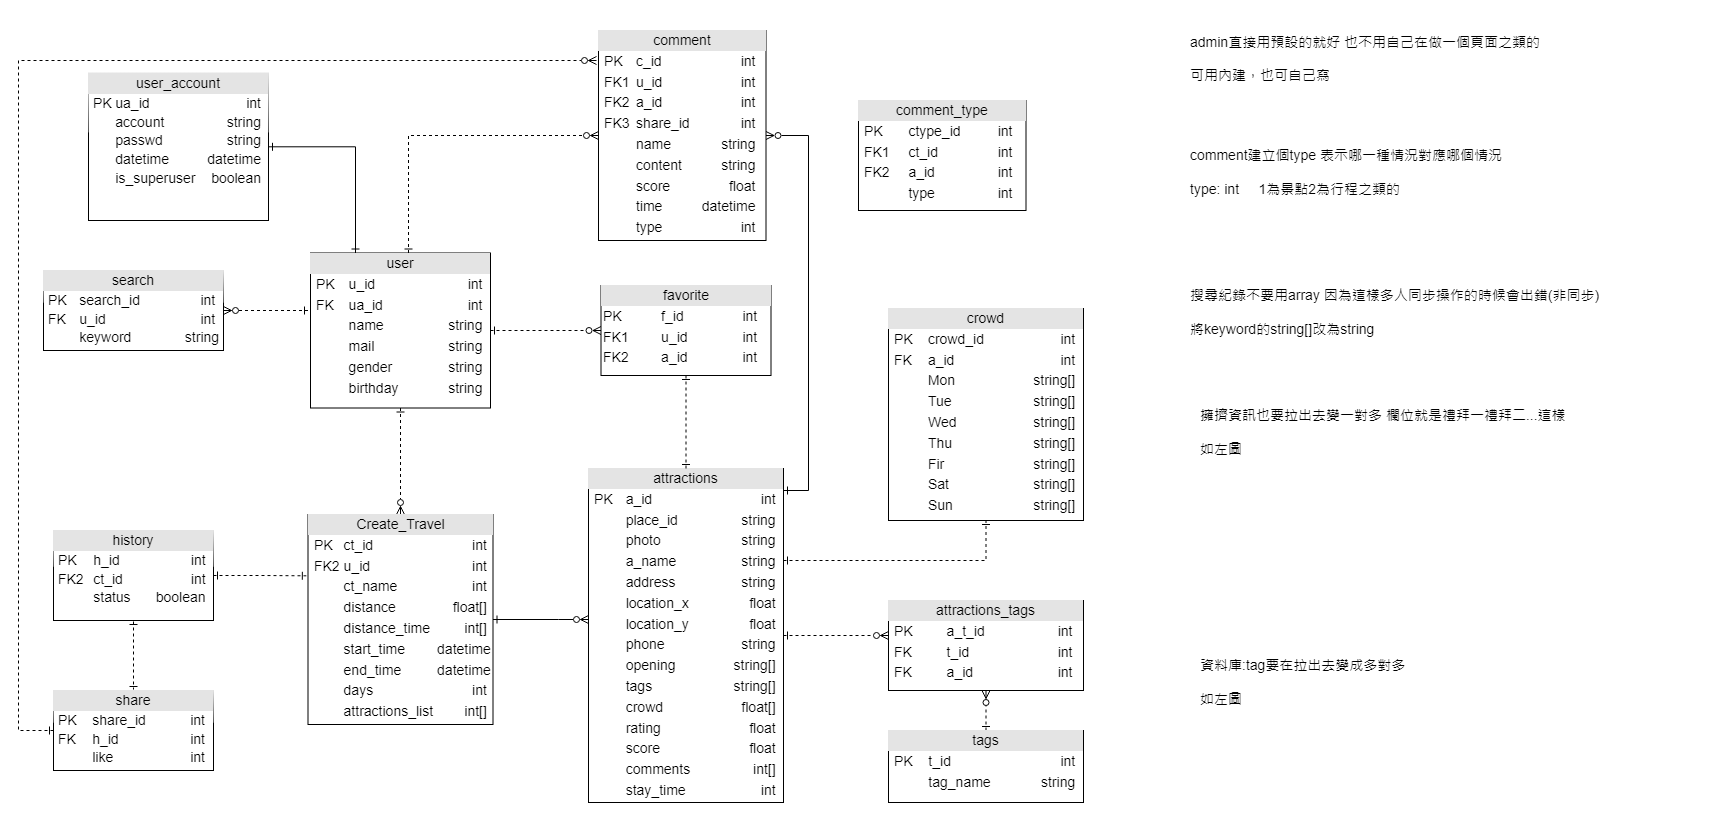 comment
PK c_id int
FK1 u_id int
FK2 a_id int
FK3 share_id int
name string
content string
score float
time datetime
type int
user_account
PK ua_id int
account string
passwd string
datetime datetime
is_superuser boolean
comment_type
PK ctype_id int
FK1 ct_id int
FK2 a_id int
type int
admin直接用預設的就好 也不用自己在做一個頁面之類的
可用內建，也可自己寫
comment建立個type 表示哪一種情況對應哪個情況
type: int 1為景點2為行程之類的
search
PK search_id int
FK u_id int
keyword string
user
PK u_id int
FK ua_id int
name string
mail string
gender string
birthday string
favorite
PK f_id int
FK1 u_id int
FK2 a_id int
crowd
PK crowd_id int
FK a_id int
Mon string[]
Tue string[]
Wed string[]
Thu string[]
Fir string[]
Sat string[]
Sun string[]
搜尋紀錄不要用array 因為這樣多人同步操作的時候會出錯(非同步)
將keyword的string[]改為string
擁擠資訊也要拉出去變一對多 欄位就是禮拜一禮拜二...這樣
如左圖
history
PK h_id int
FK2 ct_id int
status boolean
Create_Travel
PK ct_id int
FK2 u_id int
ct_name int
distance float[]
distance_time int[]
start_time datetime
end_time datetime
days int
attractions_list int[]
attractions
PK a_id int
place_id string
photo string
a_name string
address string
location_x float
location_y float
phone string
opening string[]
tags string[]
crowd float[]
rating float
score float
comments int[]
stay_time int
attractions_tags
PK a_t_id int
FK t_id int
FK a_id int
資料庫:tag要在拉出去變成多對多
如左圖
share
PK share_id int
FK h_id int
like int
tags
PK t_id int
tag_name string